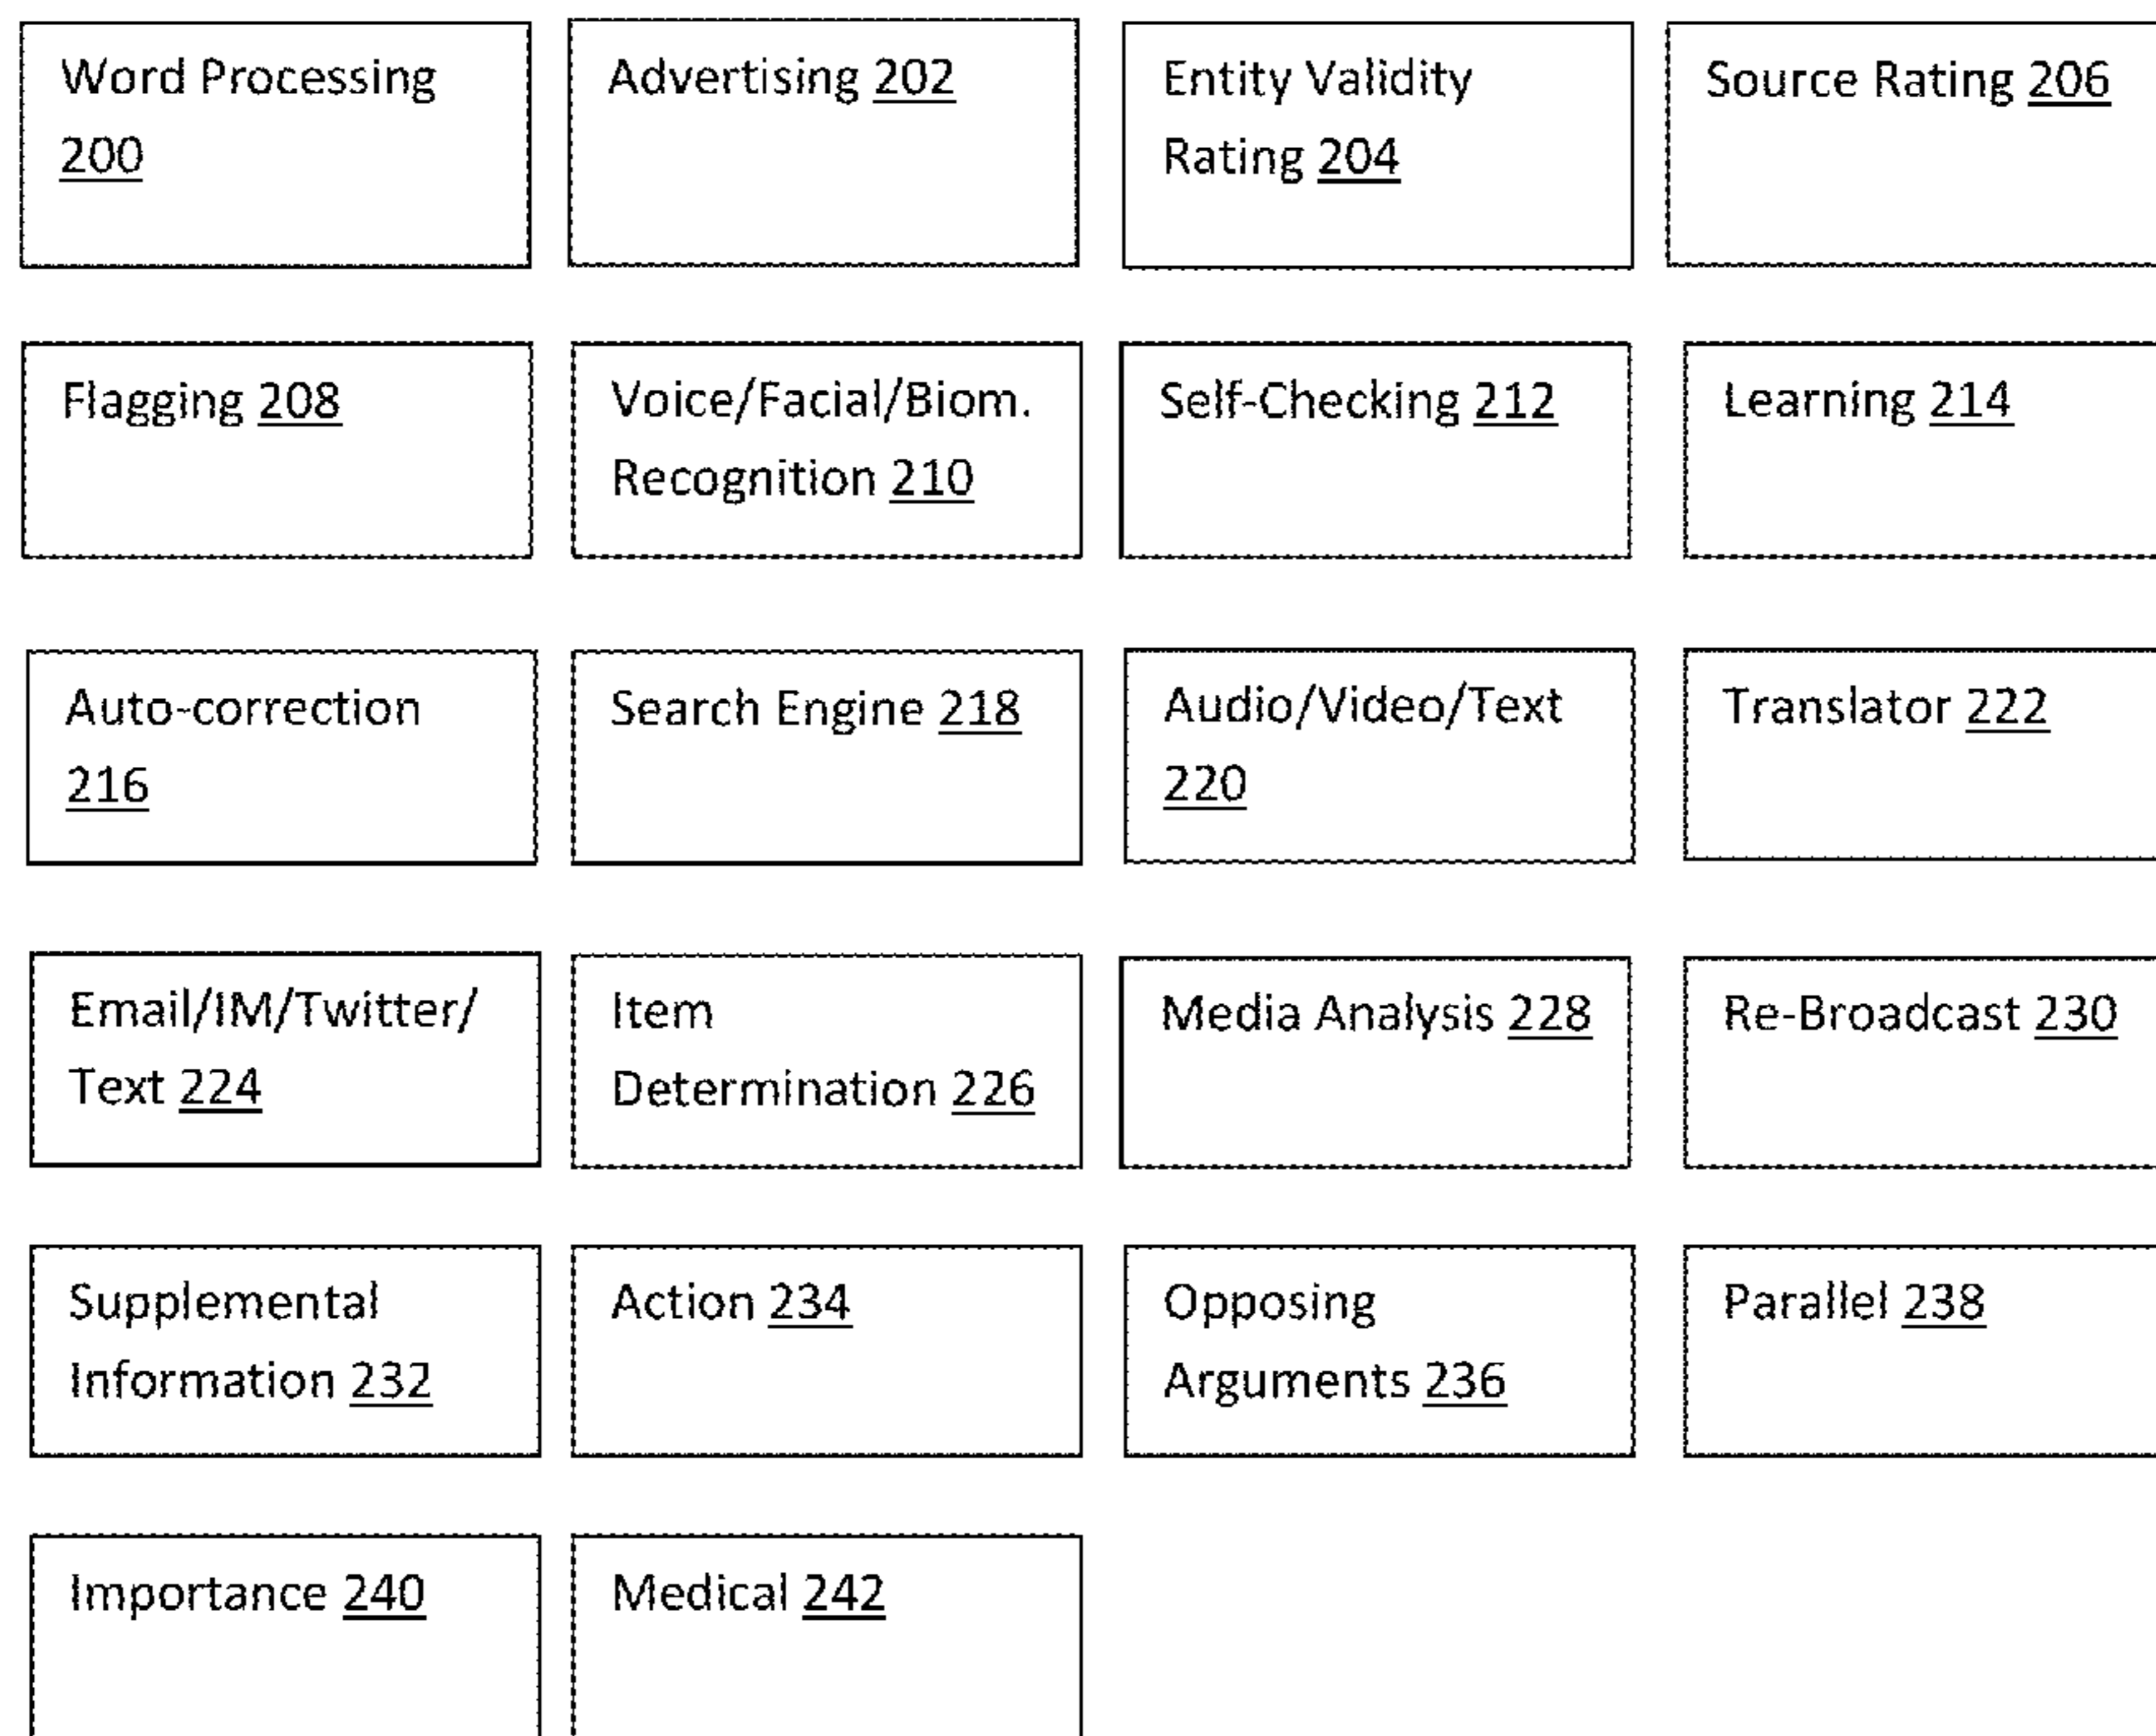 Word Processing
200
Advertising 202
Entity Validity
Rating 204
Source Rating 206
Flagging 208
Voice/Facial/Biom.
Recognition 210
Self-Checking 212
Learning 214
Auto-correction
216
Search Engine 218
Audio/Video/Text
220
Translator 222
Email/IM/Twitter/
Text 224
Item
Determination 226
Media Analysis 228
Re-Broadcast 230
Supplemental
Information 232
Action 234
Opposing
Arguments 236
Parallel 238
Importance 240
Medical 242